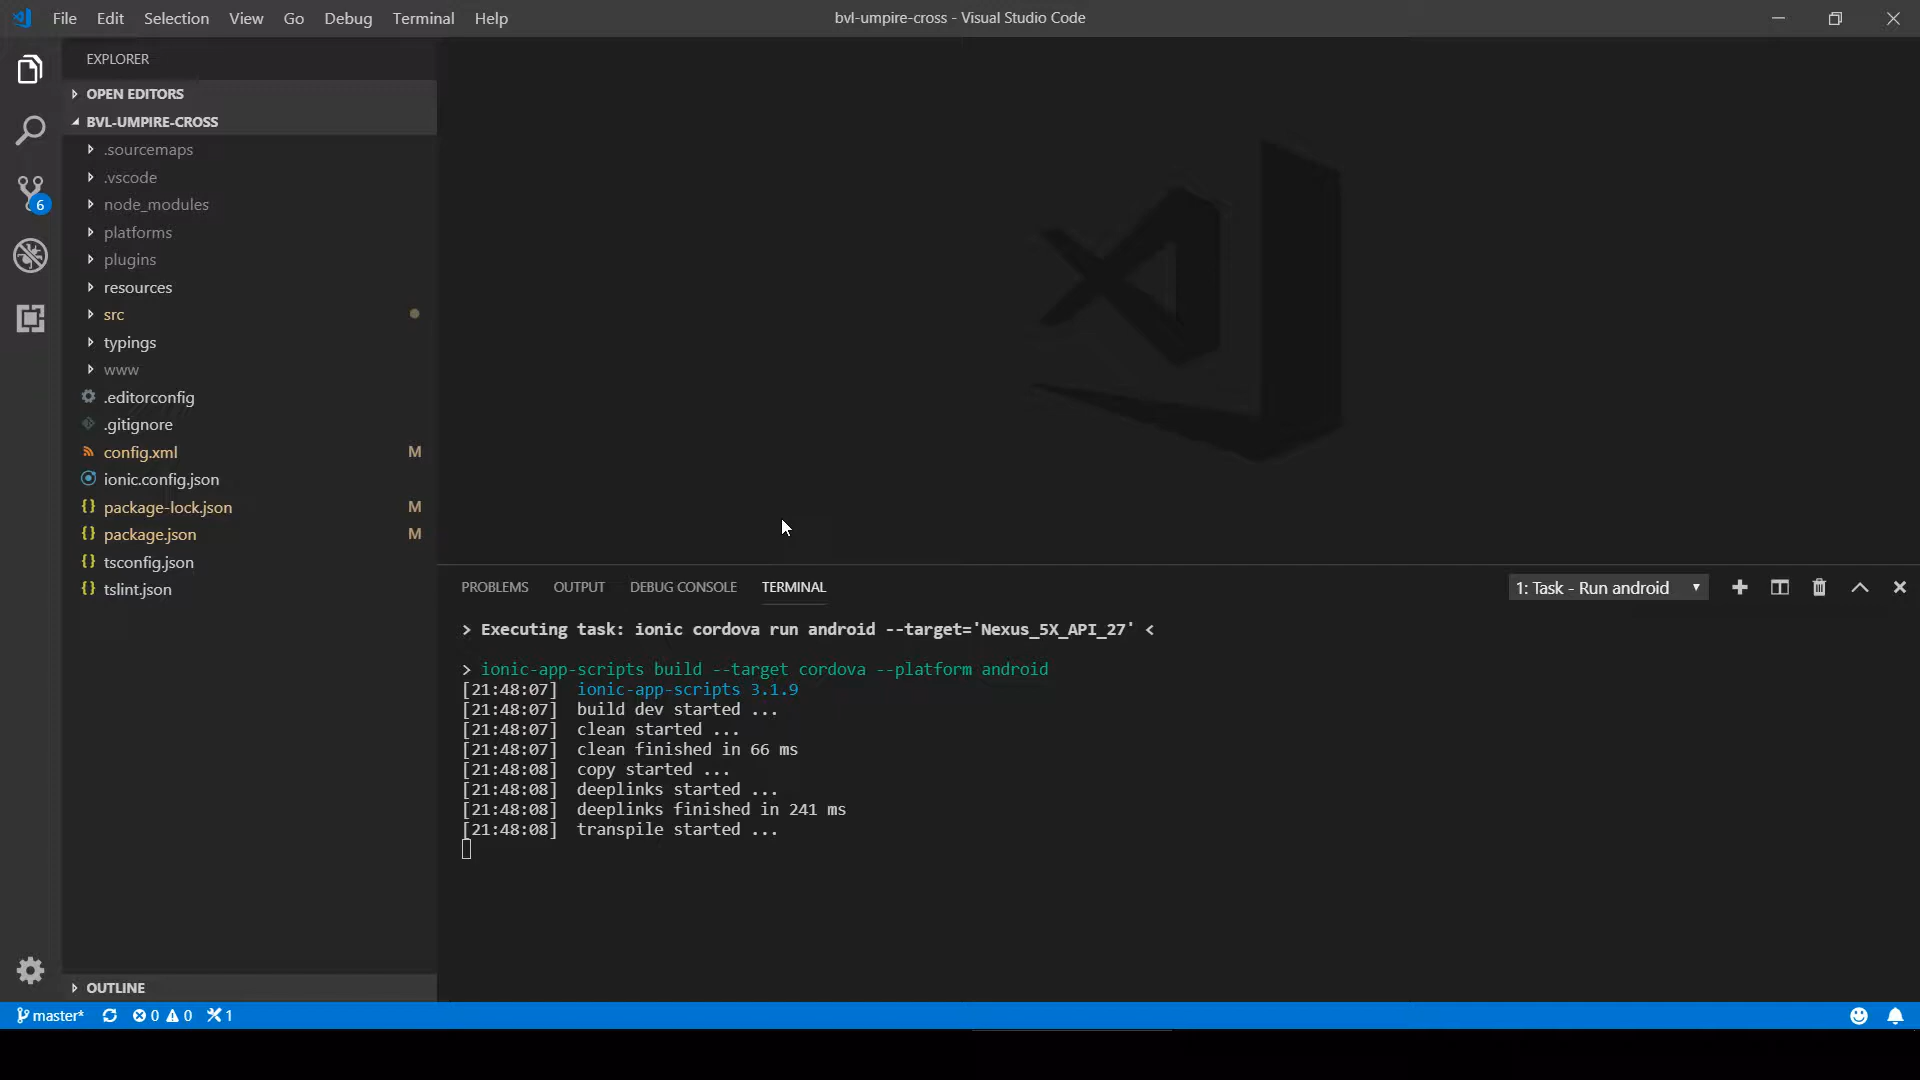 File Edit Selection View Go Debug Terminal Help
bvl-umpire-cross - Visual Studio Code
EXPLORER
OPEN EDITORS
BVL-UMPIRE-CROSS
.sourcemaps
.vscode
node_modules
platforms
plugins
resources
src
typings
www
.editorconfig
.gitignore
config.xml M
ionic.config.json
package-lock.json M
package.json M
tsconfig.json
tslint.json
OUTLINE
6
PROBLEMS OUTPUT DEBUG CONSOLE TERMINAL
1: Task - Run android
> Executing task: ionic cordova run android --target='Nexus_5X_API_27' <
> ionic-app-scripts build --target cordova --platform android
[21:48:07] ionic-app-scripts 3.1.9
[21:48:07] build dev started ...
[21:48:07] clean started ...
[21:48:07] clean finished in 66 ms
[21:48:08] copy started ...
[21:48:08] deeplinks started ...
[21:48:08] deeplinks finished in 241 ms
[21:48:08] transpile started ...
master* 0 0 1